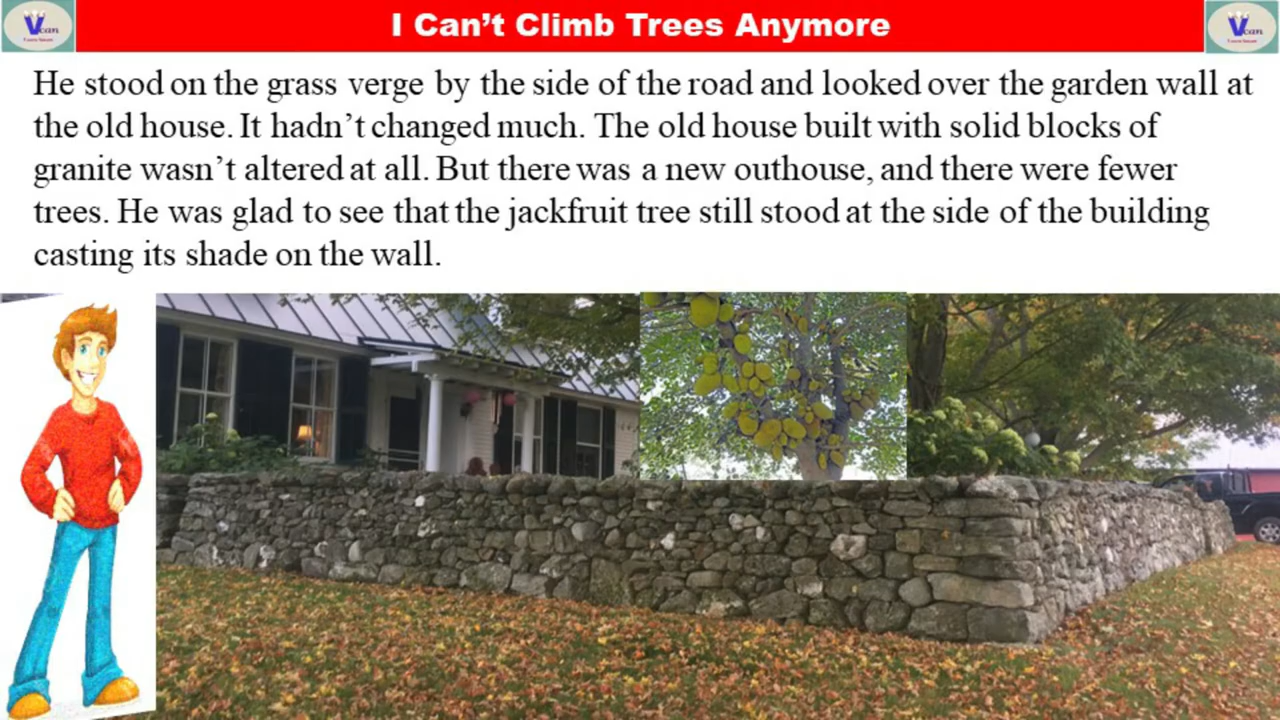 I Can’t Climb Trees Anymore
Vcan
Vcan
He stood on the grass verge by the side of the road and looked over the garden wall at
the old house. It hadn’t changed much. The old house built with solid blocks of
granite wasn’t altered at all. But there was a new outhouse, and there were fewer
trees. He was glad to see that the jackfruit tree still stood at the side of the building
casting its shade on the wall.